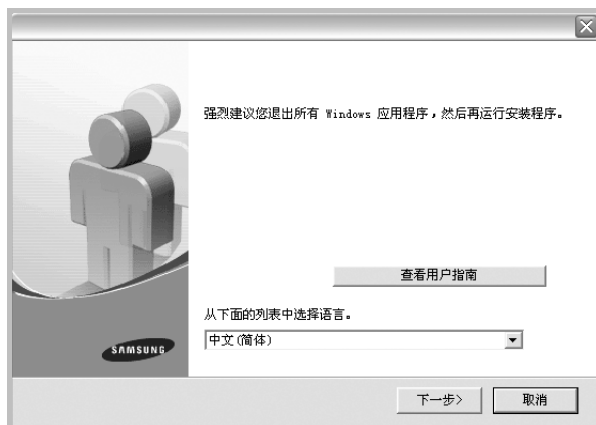 强烈建议您退出所有 Windows 应用程序，然后再运行安装程序。
查看用户指南
从下面的列表中选择语言。
中文(简体)
SAMSUNG
下一步>
取消